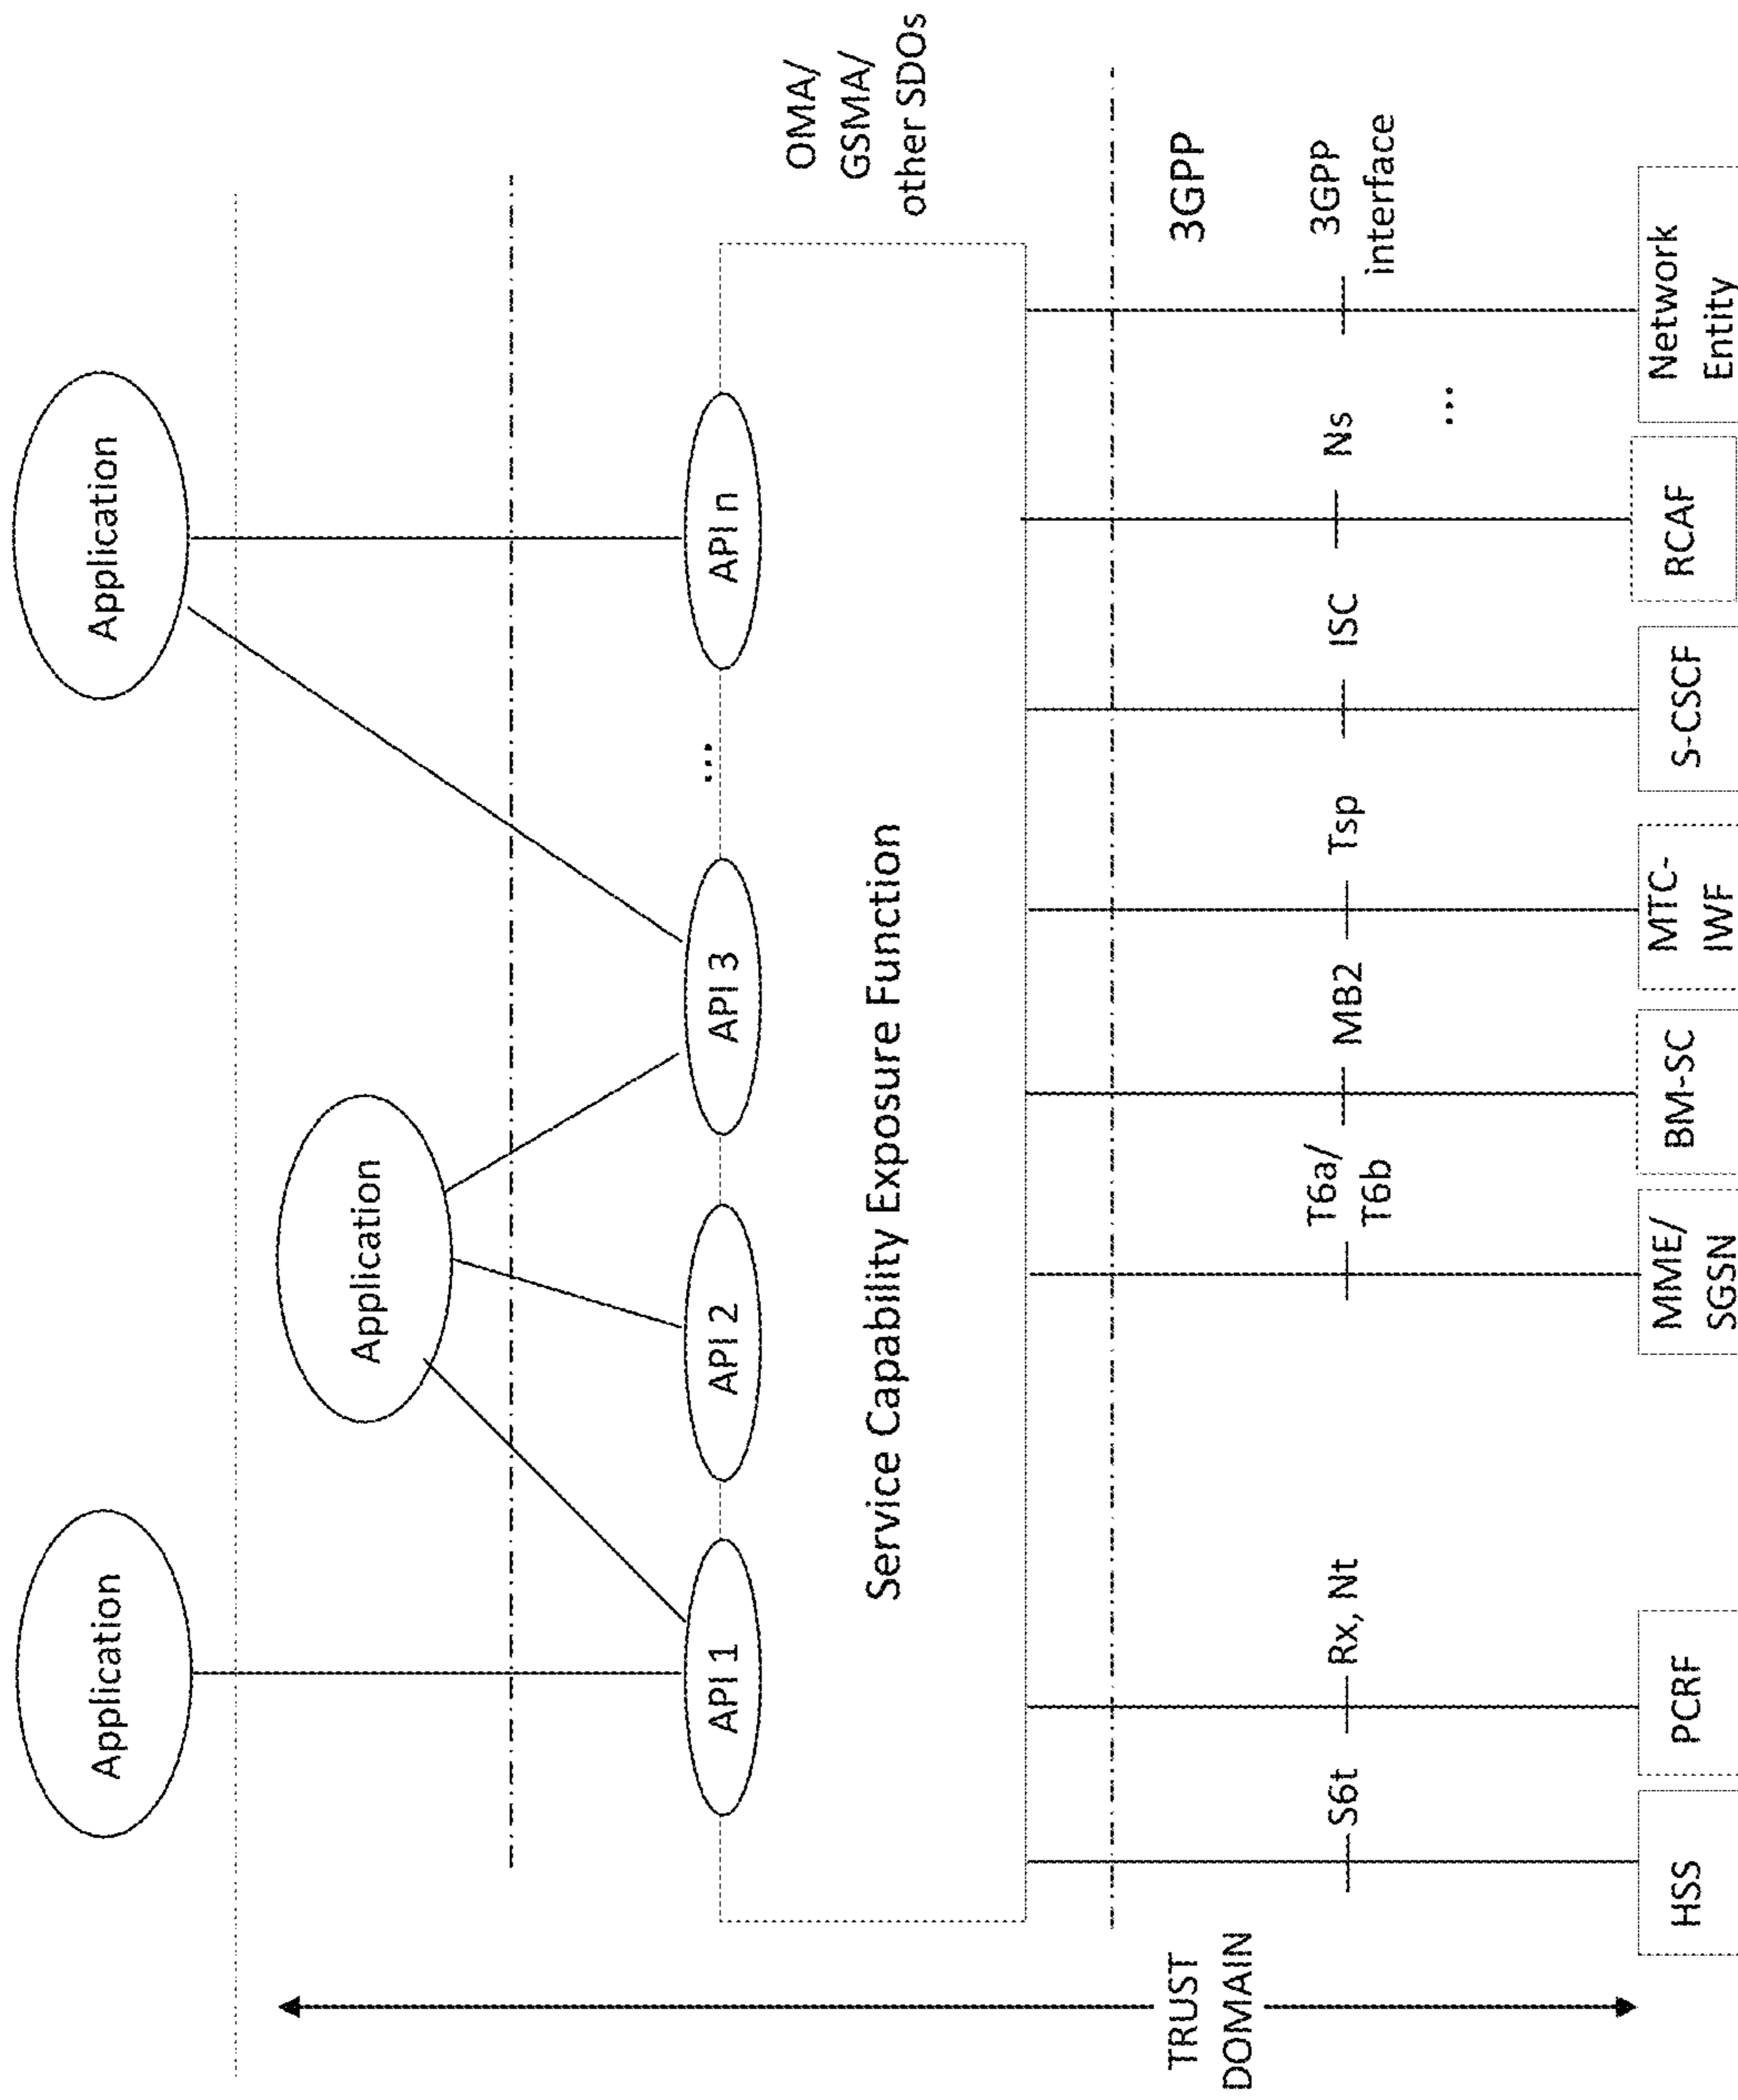 Application
Application
Application
API 1
API 2
API 3
...
API n
Service Capability Exposure Function
OMA/
GSMA/
other SDOs
TRUST
DOMAIN
3GPP
S6t
Rx, Nt
T6a/
T6b
MB2
Tsp
ISC
Ns
3GPP
interface
...
HSS
PCRF
MME/
SGSN
BM-SC
MTC-
IWF
S-CSCF
RCAF
Network
Entity